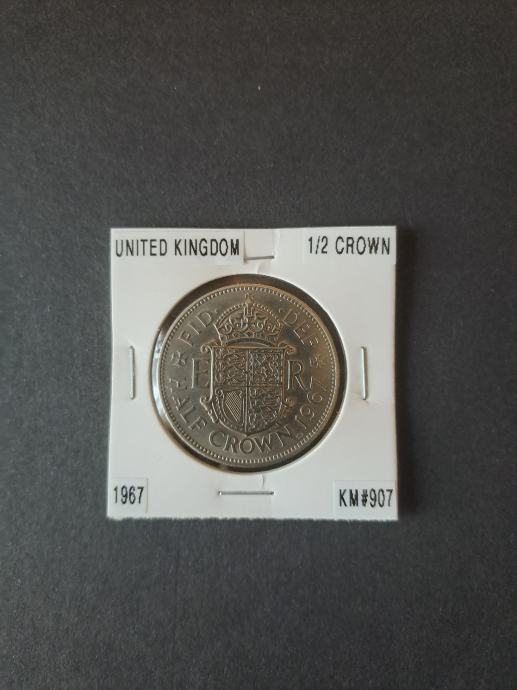 UNITED KINGDOM
1/2 CROWN
FID· DEF
E R
HALF CROWN 1967
1967
KM#907